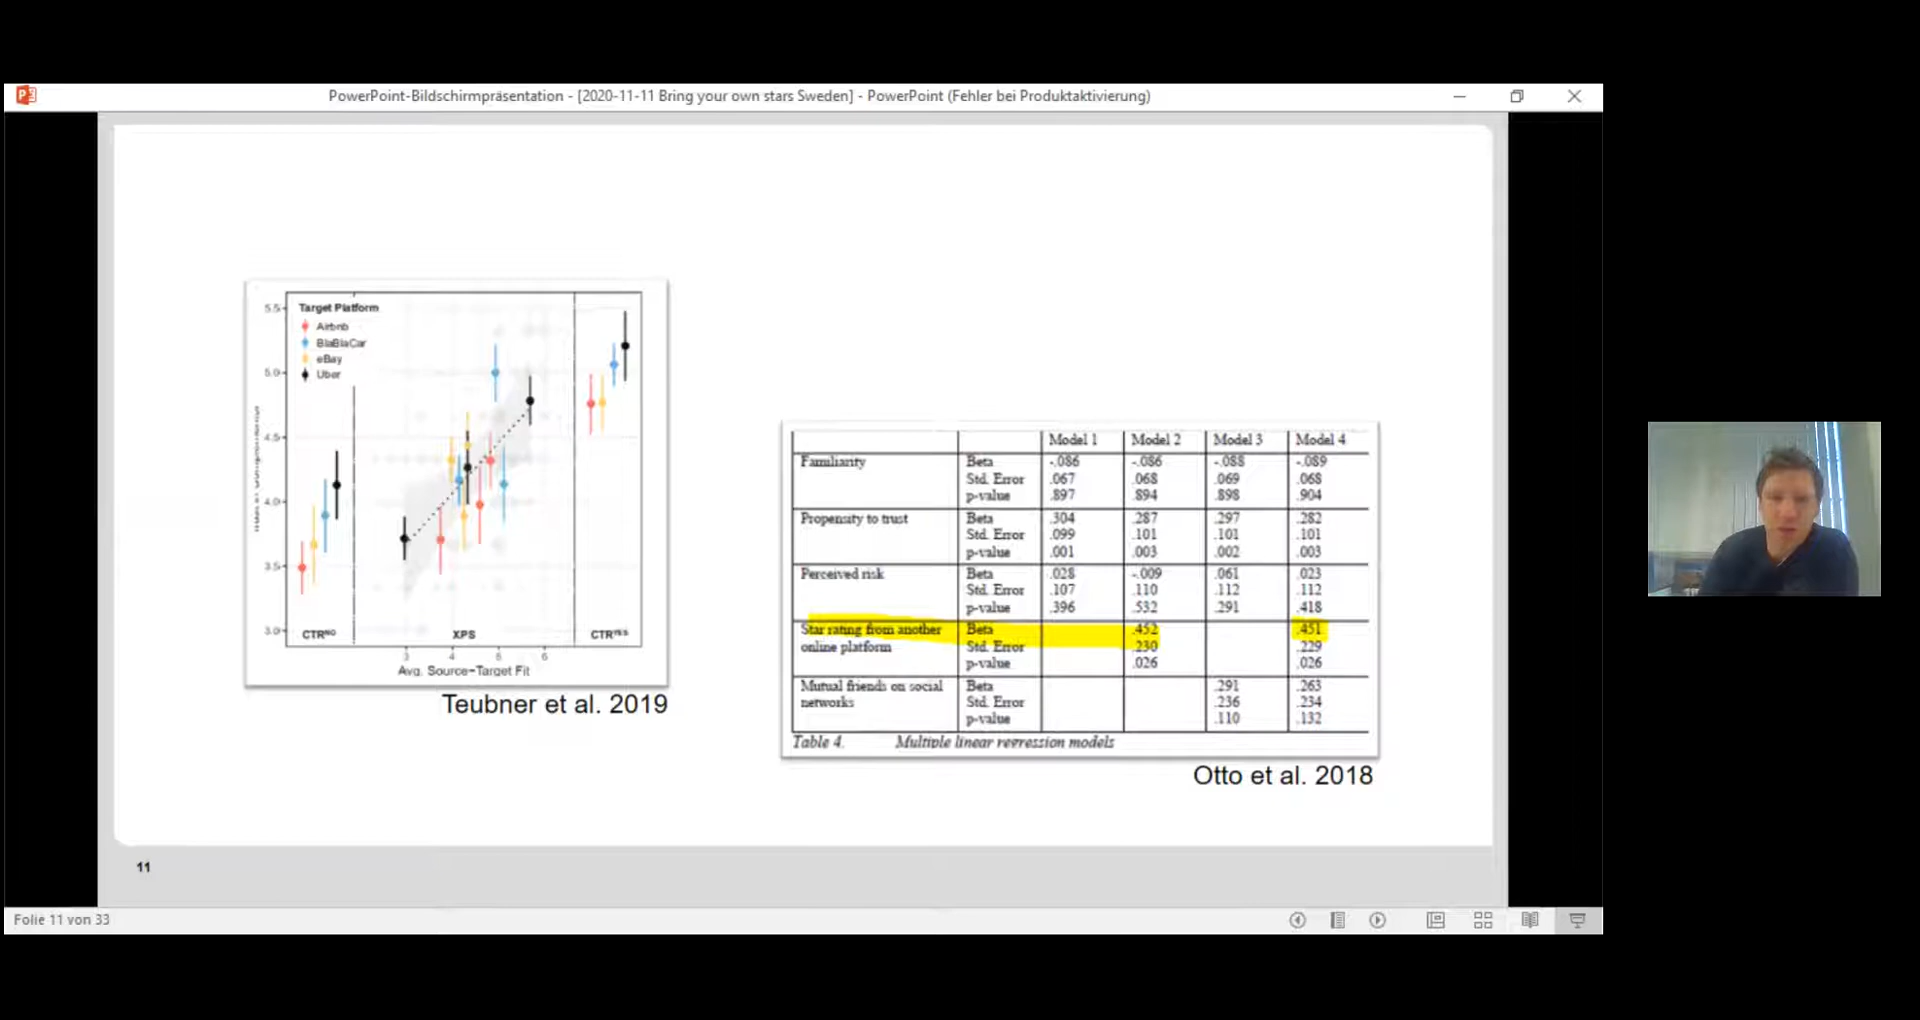 PowerPoint-Bildschirmpräsentation - [2020-11-11 Bring your own stars Sweden] - PowerPoint (Fehler bei Produktaktivierung)
Target Platform
Airbnb
BlaBlaCar
eBay
Uber
5.5
5.0
4.5
4.0
3.5
3.0
CTRNO XPS CTRYES
3 4 5 6
Avg. Source-Target Fit
Teubner et al. 2019
Model 1 Model 2 Model 3 Model 4
Familiarity Beta -.086 -.086 -.088 -.089
Std. Error .067 .068 .069 .068
p-value .897 .894 .898 .904
Propensity to trust Beta .304 .287 .297 .282
Std. Error .099 .101 .101 .101
p-value .001 .003 .002 .003
Perceived risk Beta .028 -.009 .061 .023
Std. Error .107 .110 .112 .112
p-value .396 .532 .291 .418
Star rating from another Beta .452 .451
online platform Std. Error .230 .229
p-value .026 .026
Mutual friends on social Beta .291 .263
networks Std. Error .236 .234
p-value .110 .132
Table 4. Multiple linear regression models
Otto et al. 2018
11
Folie 11 von 33